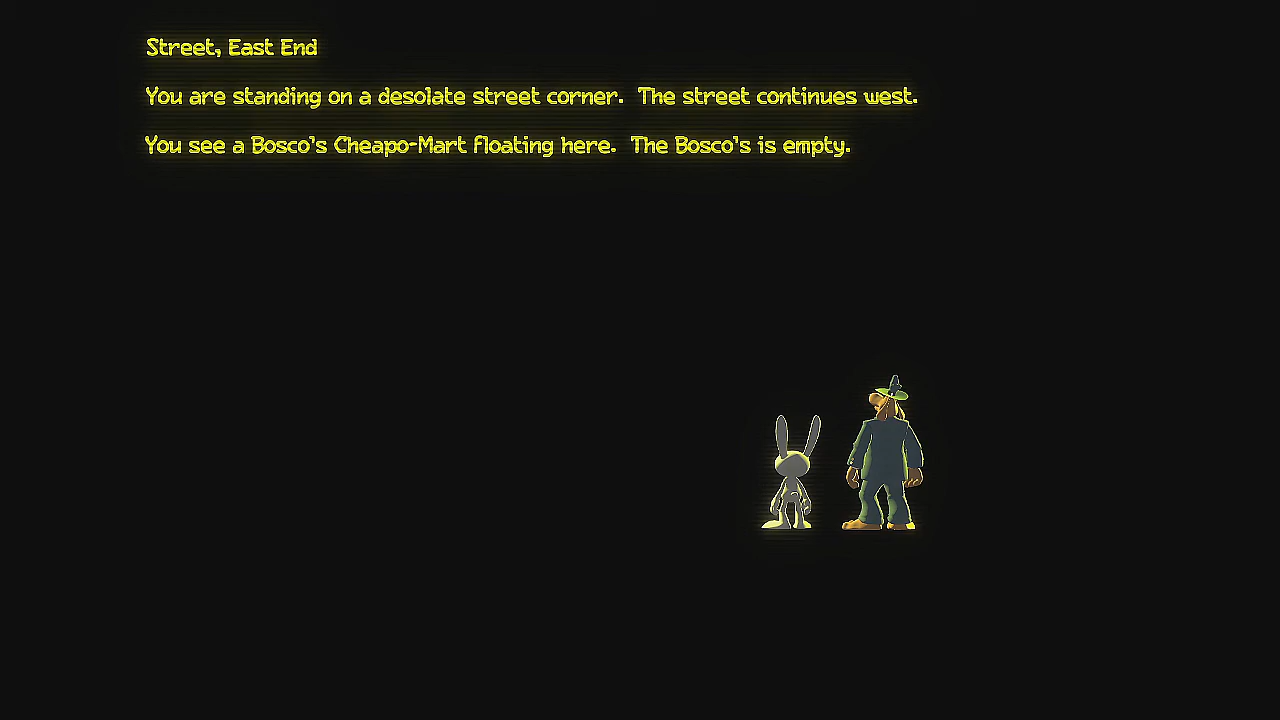 Street, East End
You are standing on a desolate street corner.  The street continues west.
You see a Bosco's Cheapo-Mart floating here.  The Bosco's is empty.